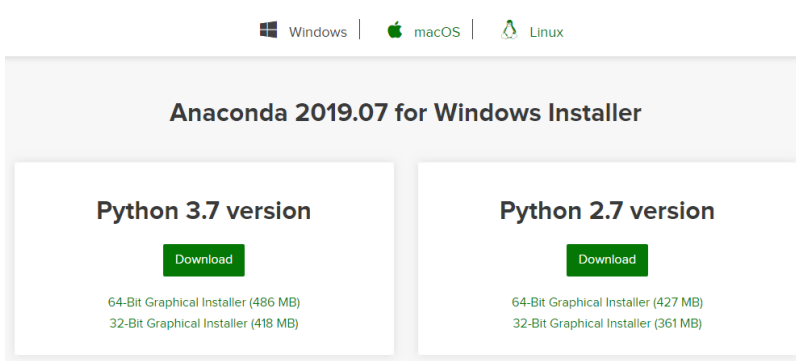 Windows macOS Linux
Anaconda 2019.07 for Windows Installer
Python 3.7 version
Download
64-Bit Graphical Installer (486 MB)
32-Bit Graphical Installer (418 MB)
Python 2.7 version
Download
64-Bit Graphical Installer (427 MB)
32-Bit Graphical Installer (361 MB)